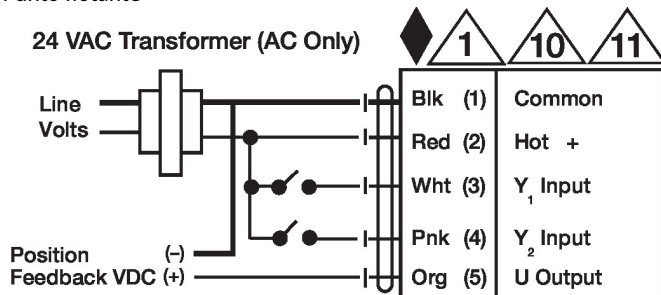 24 VAC Transformer (AC Only)
1
10
11
Line
Volts
Blk (1) Common
Red (2) Hot +
Wht (3) Y1 Input
Pnk (4) Y2 Input
Position (–)
Feedback VDC (+)
Org (5) U Output